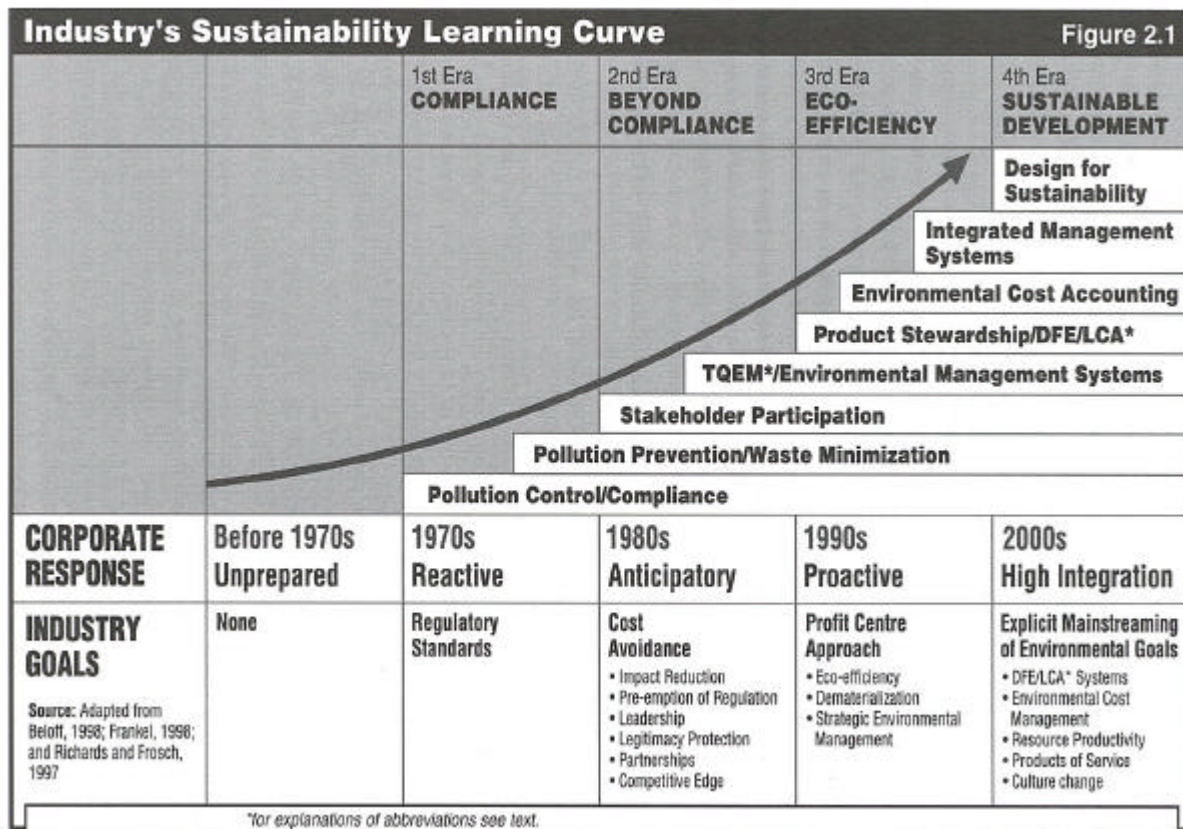 Industry's Sustainability Learning Curve
Figure 2.1
1st Era
COMPLIANCE
2nd Era
BEYOND
COMPLIANCE
3rd Era
ECO-
EFFICIENCY
4th Era
SUSTAINABLE
DEVELOPMENT
Design for
Sustainability
Integrated Management
Systems
Environmental Cost Accounting
Product Stewardship/DFE/LCA*
TQEM*/Environmental Management Systems
Stakeholder Participation
Pollution Prevention/Waste Minimization
Pollution Control/Compliance
CORPORATE
RESPONSE
Before 1970s
Unprepared
1970s
Reactive
1980s
Anticipatory
1990s
Proactive
2000s
High Integration
INDUSTRY
GOALS
Source: Adapted from
Beloff, 1998; Frankel, 1998;
and Richards and Frosch,
1997
None
Regulatory
Standards
Cost
Avoidance
• Impact Reduction
• Pre-emption of Regulation
• Leadership
• Legitimacy Protection
• Partnerships
• Competitive Edge
Profit Centre
Approach
• Eco-efficiency
• Dematerialization
• Strategic Environmental
Management
Explicit Mainstreaming
of Environmental Goals
• DFE/LCA* Systems
• Environmental Cost
Management
• Resource Productivity
• Products of Service
• Culture change
*for explanations of abbreviations see text.